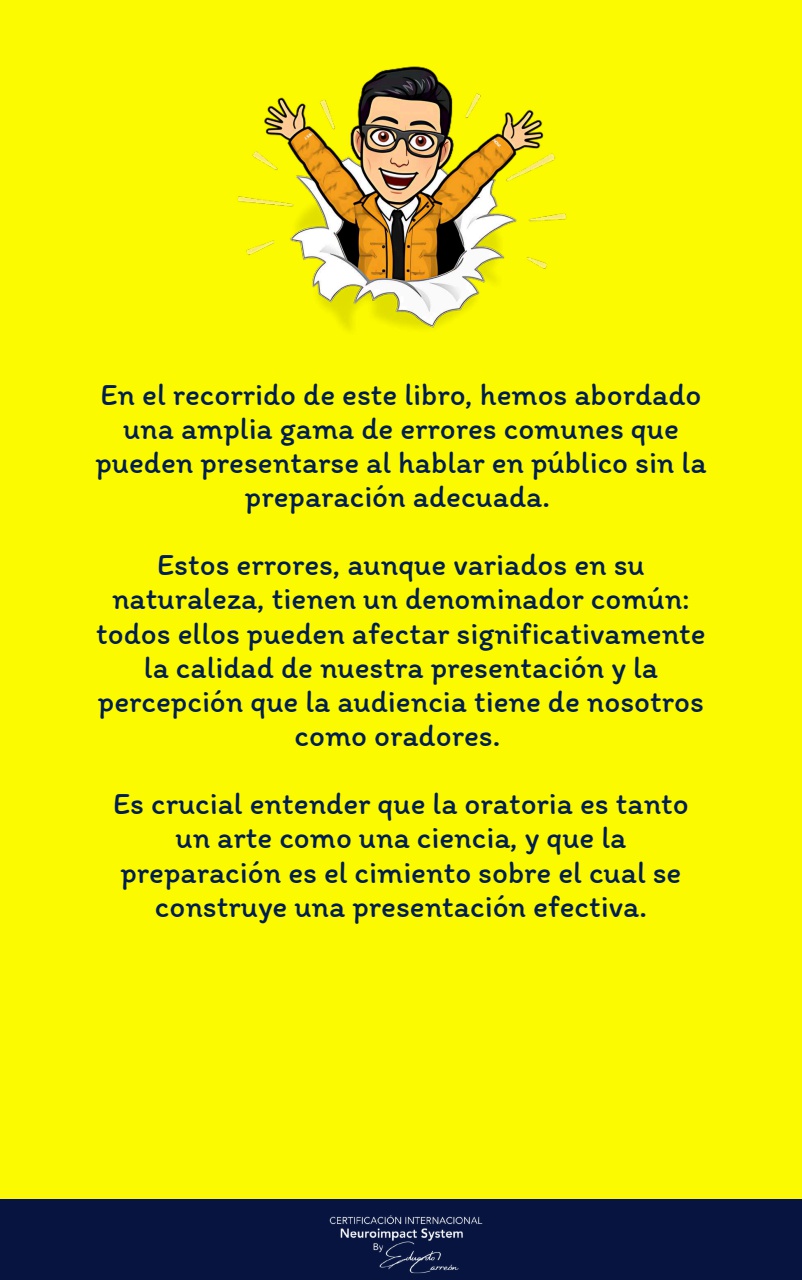 En el recorrido de este libro, hemos abordado
una amplia gama de errores comunes que
pueden presentarse al hablar en público sin la
preparación adecuada.
Estos errores, aunque variados en su
naturaleza, tienen un denominador común:
todos ellos pueden afectar significativamente
la calidad de nuestra presentación y la
percepción que la audiencia tiene de nosotros
como oradores.
Es crucial entender que la oratoria es tanto
un arte como una ciencia, y que la
preparación es el cimiento sobre el cual se
construye una presentación efectiva.
CERTIFICACIÓN INTERNACIONAL
Neuroimpact System
By Eduardo
Carreón